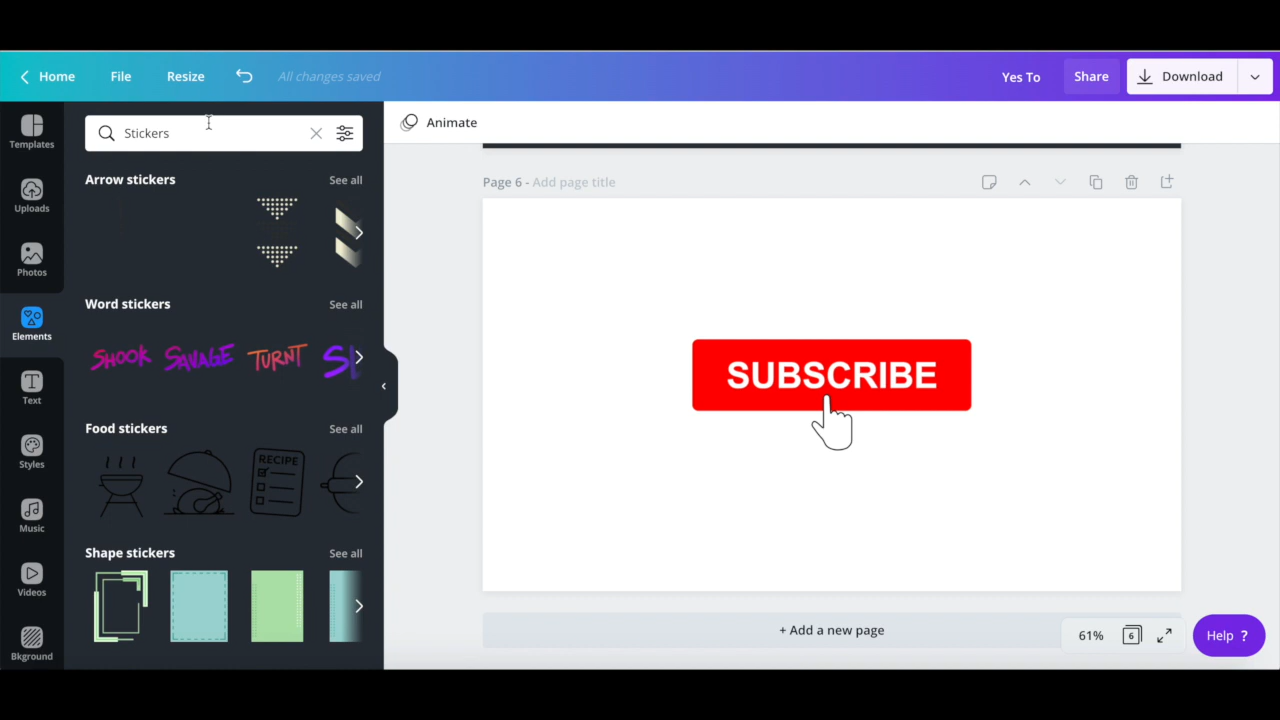 Home File Resize All changes saved Yes To Share Download
Templates
Uploads
Photos
Elements
Text
Styles
Music
Videos
Bkground
Stickers
Arrow stickers See all
Word stickers See all
SHOOK SAVAGE TURNT
Food stickers See all
RECIPE
Shape stickers See all
Animate
Page 6 - Add page title
SUBSCRIBE
+ Add a new page
61% 6 Help ?